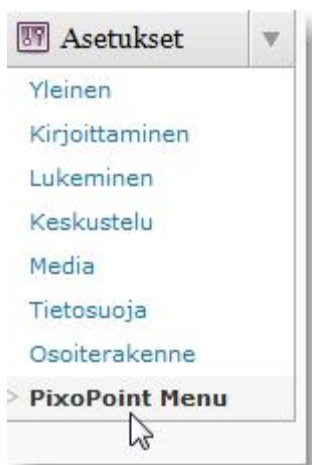 Asetukset
Yleinen
Kirjoittaminen
Lukeminen
Keskustelu
Media
Tietosuoja
Osoiterakenne
PixoPoint Menu